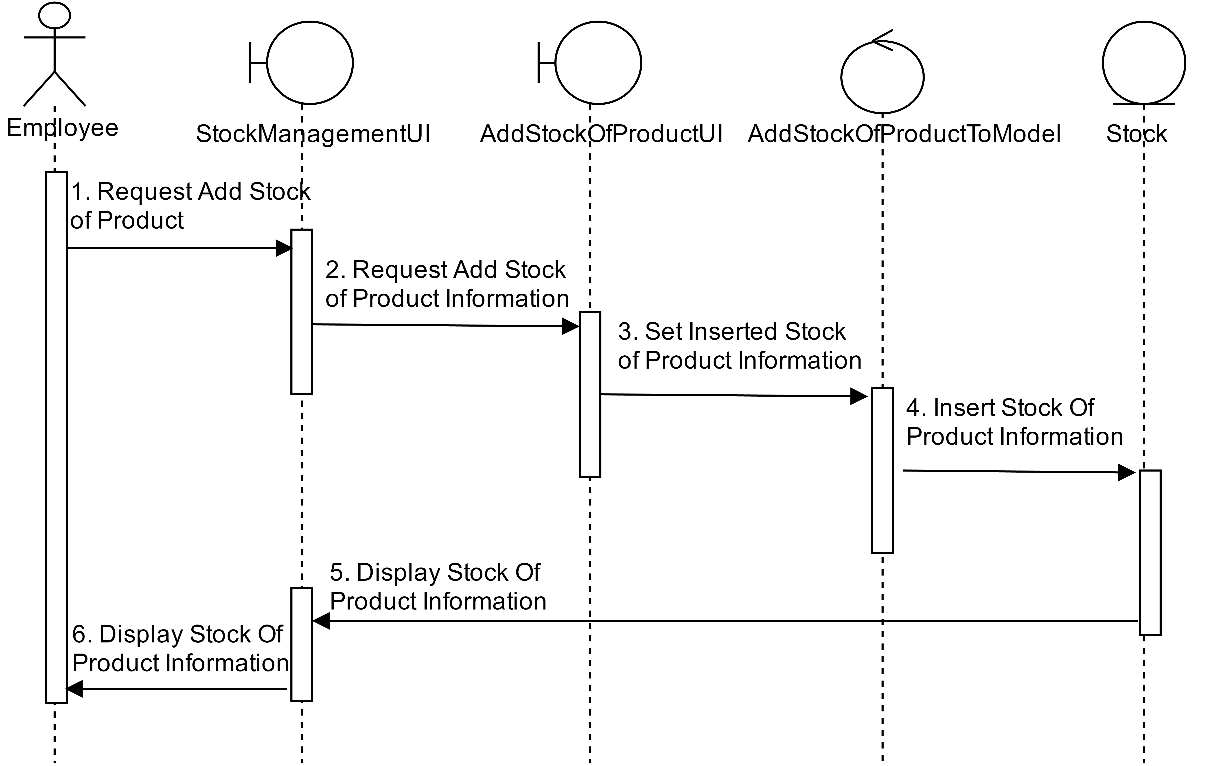 Employee
StockManagementUI
AddStockOfProductUI
AddStockOfProductToModel
Stock
1. Request Add Stock
of Product
2. Request Add Stock
of Product Information
3. Set Inserted Stock
of Product Information
4. Insert Stock Of
Product Information
5. Display Stock Of
Product Information
6. Display Stock Of
Product Information